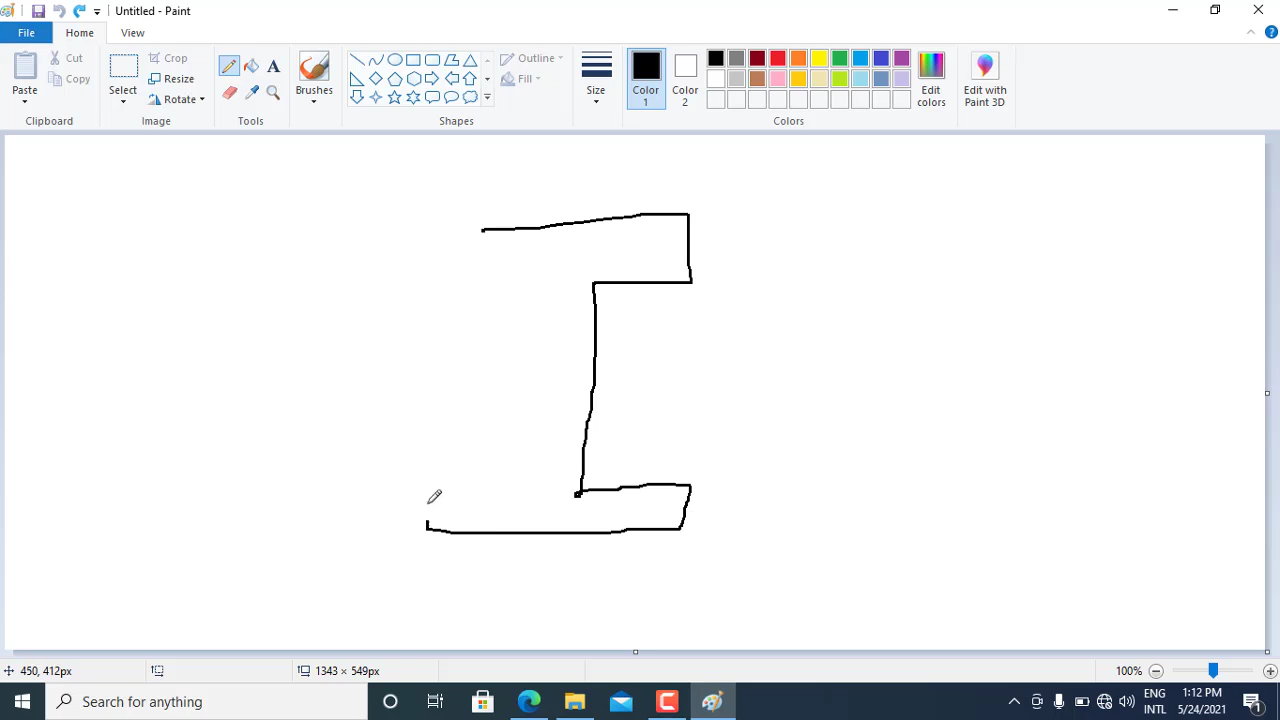 Untitled - Paint
File
Home
View
Paste
Cut
Copy
Clipboard
Select
Crop
Resize
Rotate
Image
A
Tools
Brushes
Shapes
Outline
Fill
Size
Color
1
Color
2
Colors
Edit
colors
Edit with
Paint 3D
450, 412px
1343 × 549px
100%
Search for anything
ENG
INTL
1:12 PM
5/24/2021
1